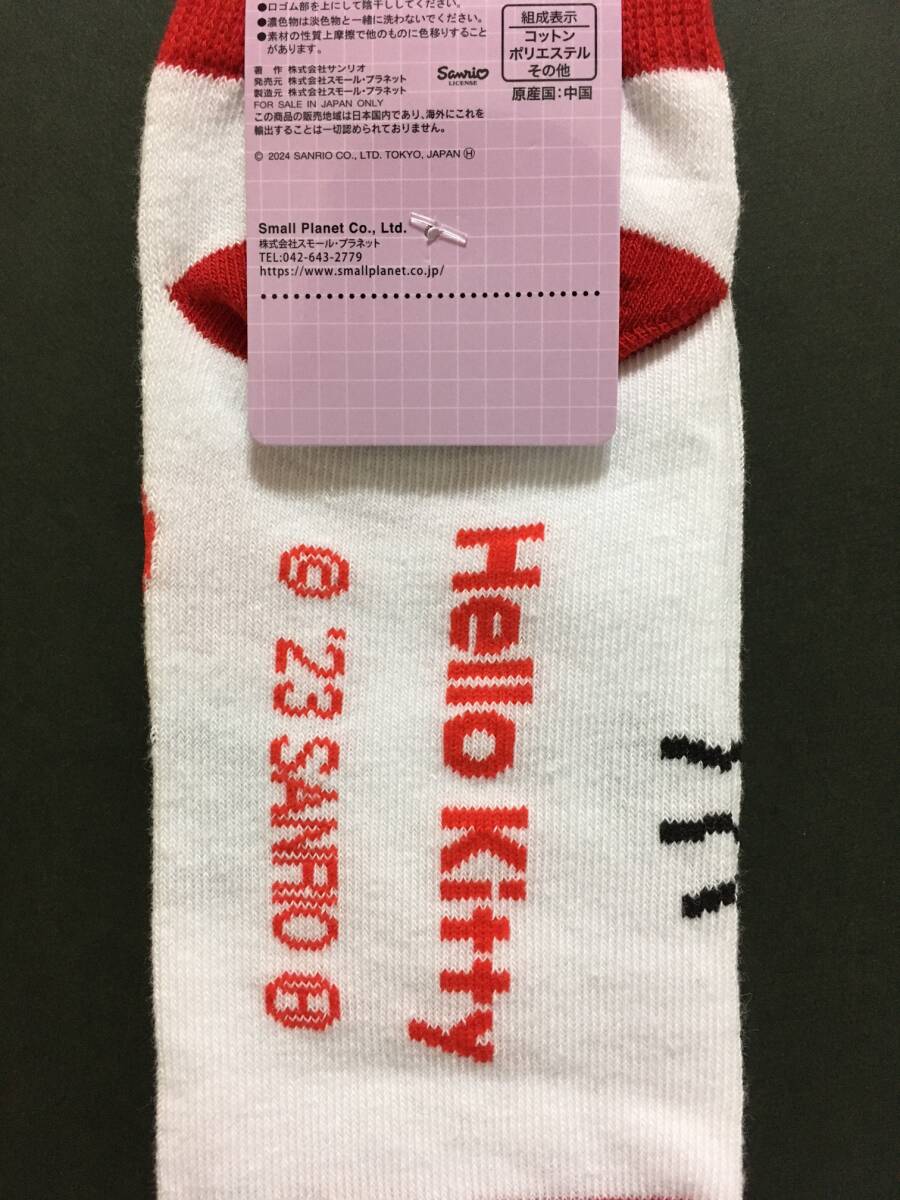 ●口ゴム部を上にして陰干ししてください。
●濃色物は淡色物と一緒に洗わないでください。
●素材の性質上摩擦で他のものに色移りすること
があります。
著 作 株式会社サンリオ
発売元 株式会社スモール・プラネット
製造元 株式会社スモール・プラネット
FOR SALE IN JAPAN ONLY
この商品の販売地域は日本国内であり、海外にこれを
輸出することは一切認められておりません。
© 2024 SANRIO CO., LTD. TOKYO, JAPAN Ⓗ
Sanrio
LICENSE
組成表示
コットン
ポリエステル
その他
原産国：中国
Small Planet Co., Ltd.
株式会社スモール・プラネット
TEL:042-643-2779
https://www.smallplanet.co.jp/
Hello Kitty
© '23 SANRIO Ⓗ